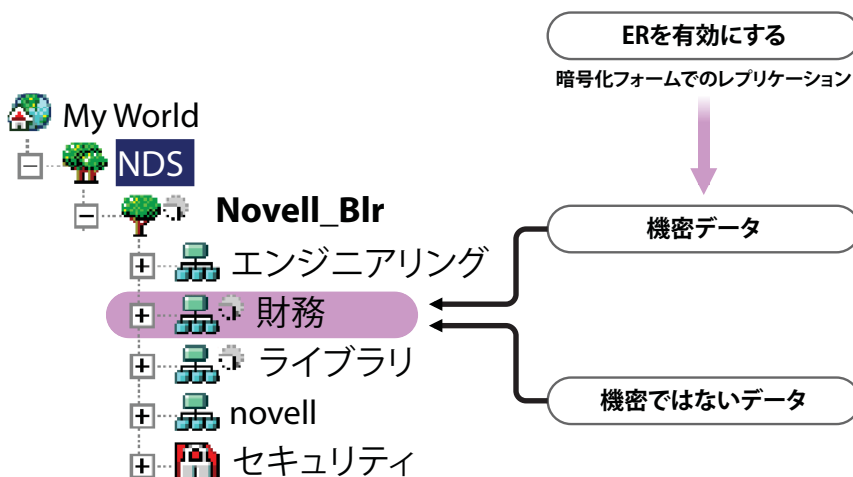 ERを有効にする
暗号化フォームでのレプリケーション
My World
NDS
Novell_Blr
機密データ
エンジニアリング
財務
ライブラリ
機密ではないデータ
novell
セキュリティ